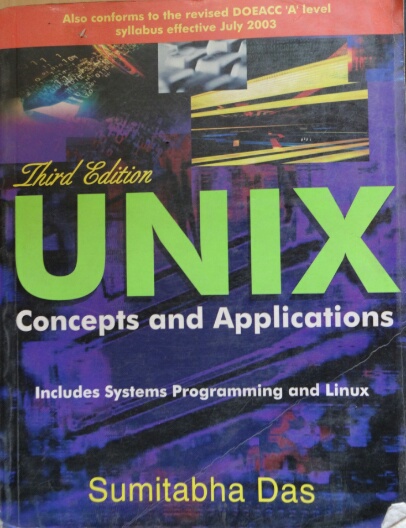 Also conforms to the revised DOEACC 'A' level
syllabus effective July 2003
Third Edition
UNIX
Concepts and Applications
Includes Systems Programming and Linux
Sumitabha Das